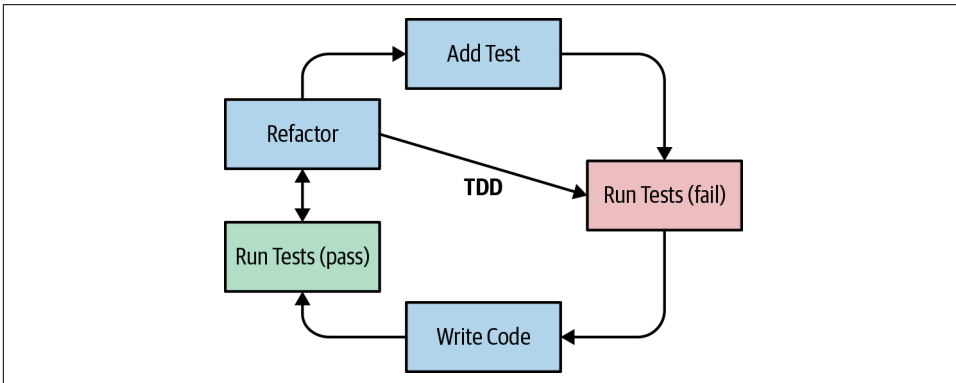 Add Test
Refactor
TDD
Run Tests (fail)
Run Tests (pass)
Write Code